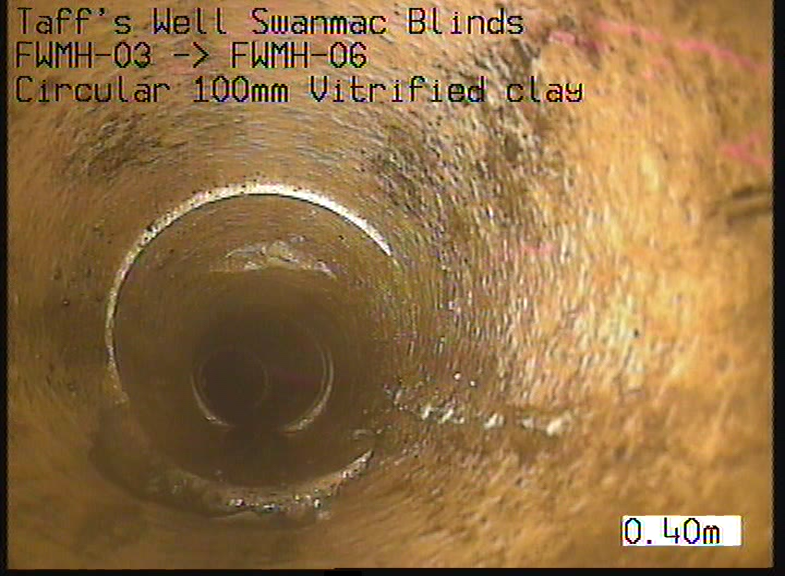 Taff's Well Swanmac Blinds
FWMH-03 -> FWMH-06
Circular 100mm Vitrified clay
0.40m